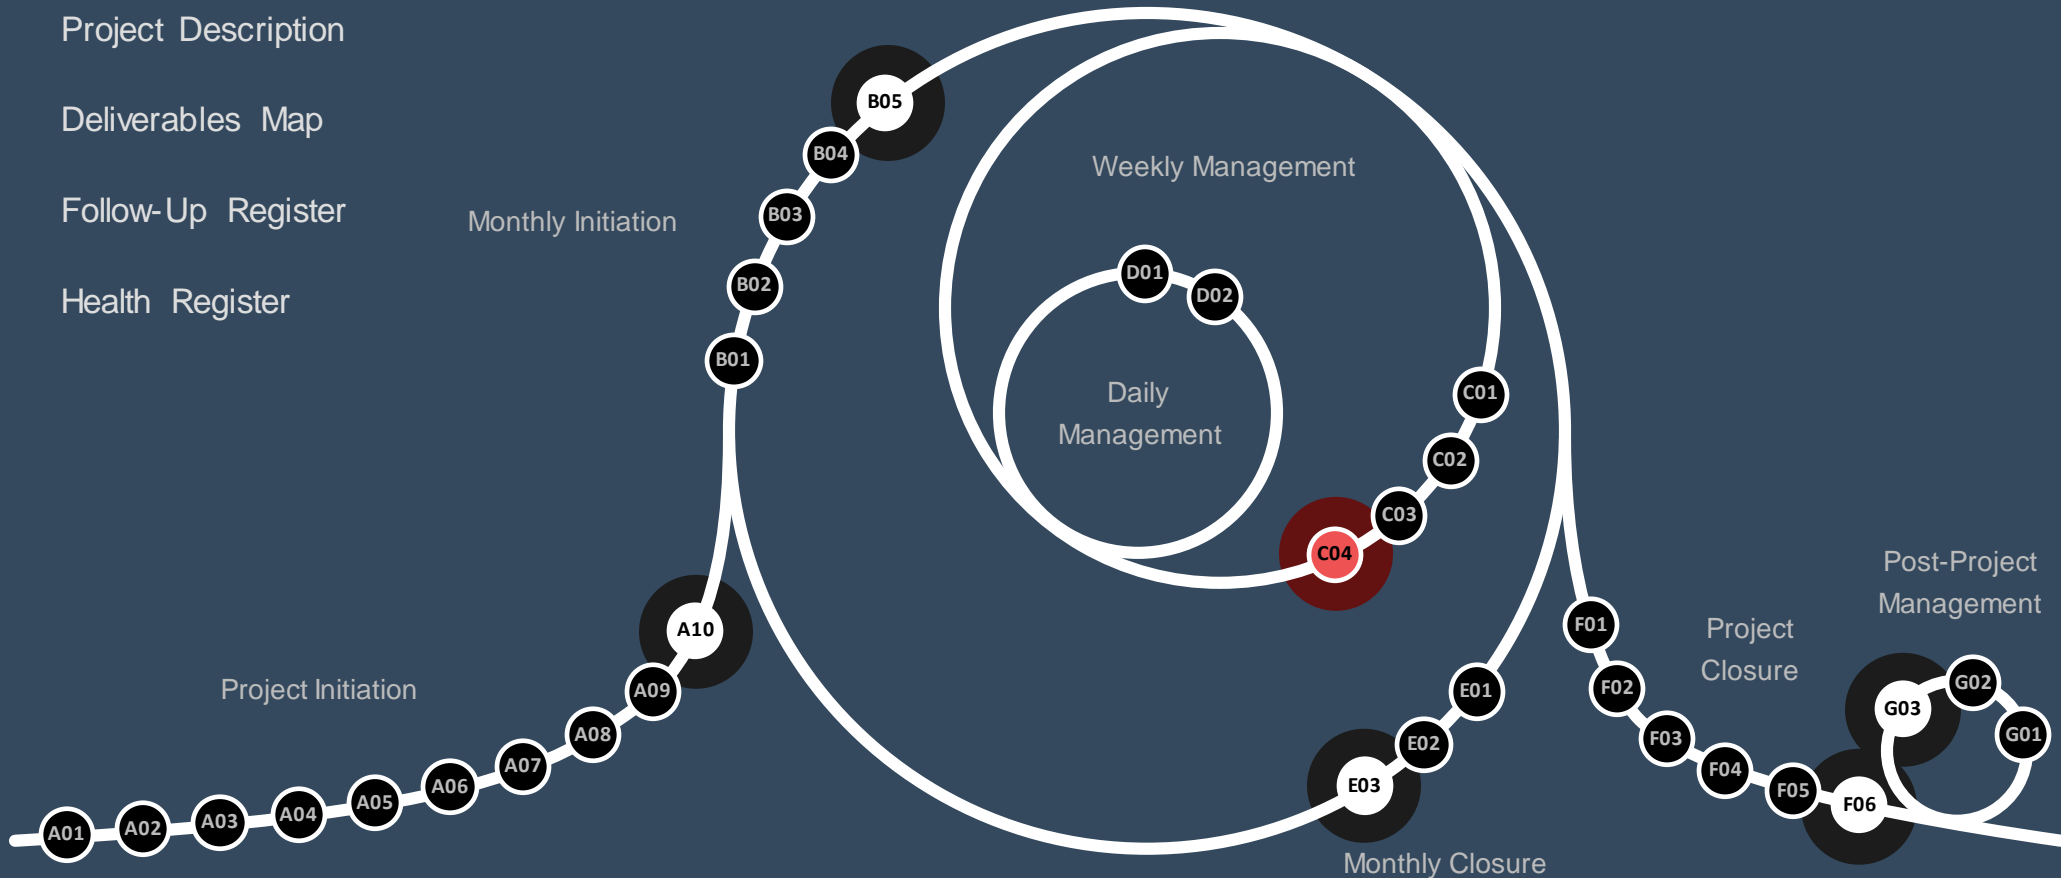 Project Description
Deliverables Map
Follow-Up Register
Health Register
Monthly Initiation
B05
B04
B03
B02
B01
Weekly Management
D01
D02
Daily
Management
C01
C02
C03
C04
Project Initiation
A01
A02
A03
A04
A05
A06
A07
A08
A09
A10
E01
E02
E03
Monthly Closure
F01
F02
F03
F04
F05
F06
Project
Closure
Post-Project
Management
G03
G02
G01